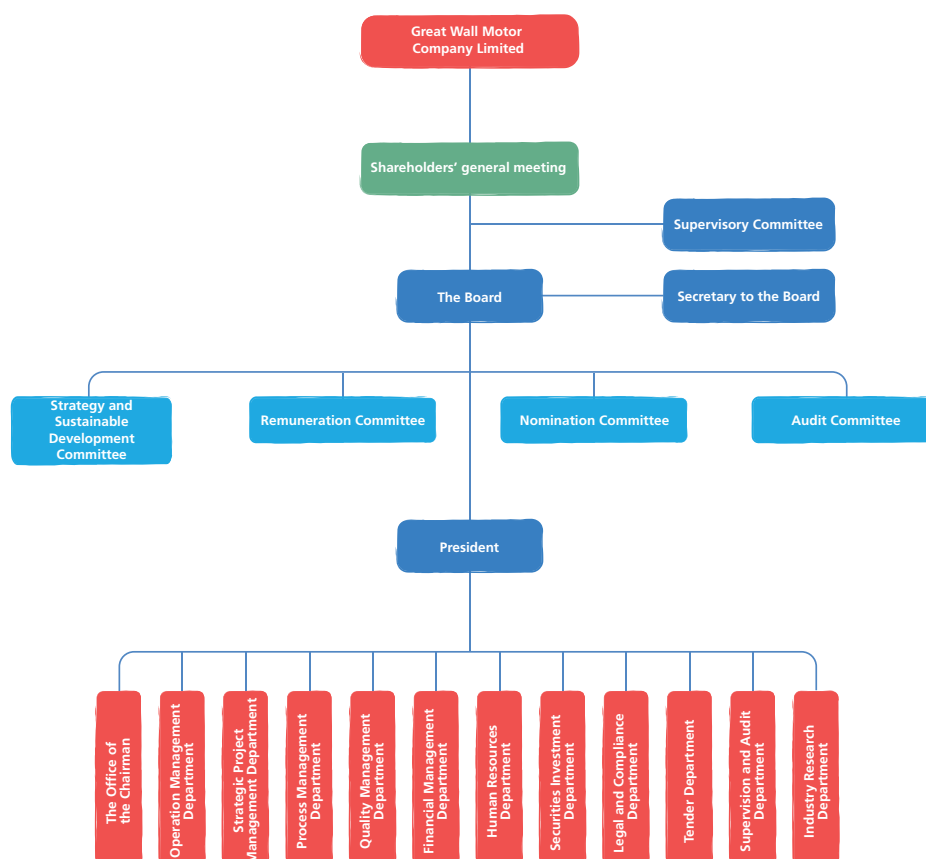 Great Wall Motor
Company Limited
Shareholders’ general meeting
Supervisory Committee
The Board
Secretary to the Board
Strategy and
Sustainable
Development
Committee
Remuneration Committee
Nomination Committee
Audit Committee
President
The Office of
the Chairman
Operation Management
Department
Strategic Project
Management Department
Process Management
Department
Quality Management
Department
Financial Management
Department
Human Resources
Department
Securities Investment
Department
Legal and Compliance
Department
Tender Department
Supervision and Audit
Department
Industry Research
Department